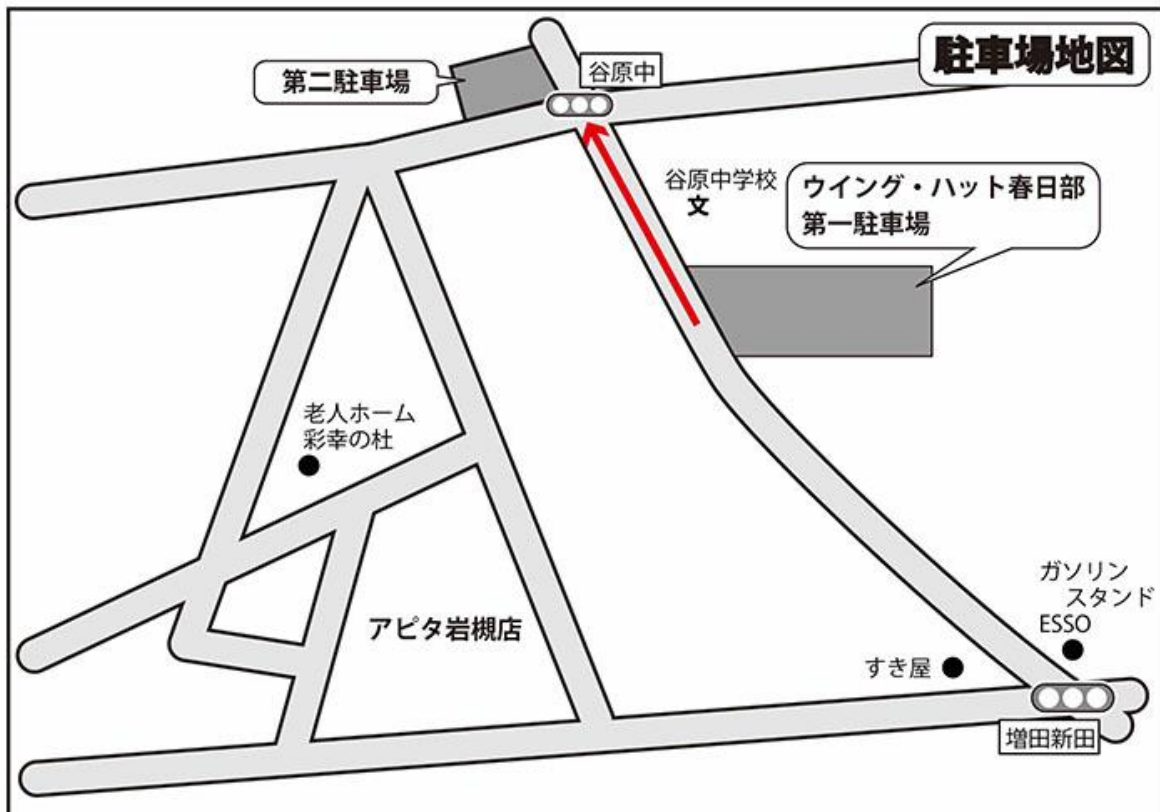 駐車場地図
谷原中
第二駐車場
谷原中学校
文
ウイング・ハット春日部
第一駐車場
老人ホーム
彩幸の杜
ガソリン
スタンド
ESSO
アピタ岩槻店
すき屋
増田新田